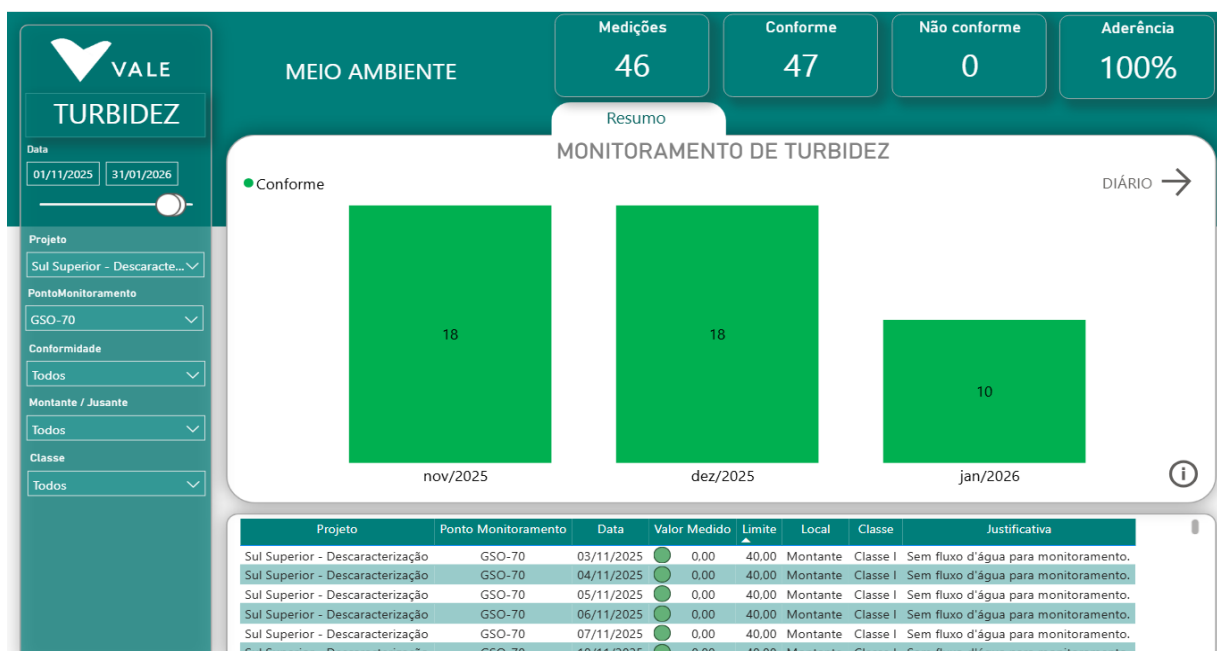 VALE
TURBIDEZ
MEIO AMBIENTE
Medições
46
Conforme
47
Não conforme
0
Aderência
100%
Resumo
Data
01/11/2025 31/01/2026
Projeto
Sul Superior - Descaracte...
PontoMonitoramento
GSO-70
Conformidade
Todos
Montante / Jusante
Todos
Classe
Todos
MONITORAMENTO DE TURBIDEZ
Conforme
DIÁRIO
18
18
10
nov/2025 dez/2025 jan/2026
Projeto Ponto Monitoramento Data Valor Medido Limite Local Classe Justificativa
Sul Superior - Descaracterização GSO-70 03/11/2025 0,00 40,00 Montante Classe I Sem fluxo d'água para monitoramento.
Sul Superior - Descaracterização GSO-70 04/11/2025 0,00 40,00 Montante Classe I Sem fluxo d'água para monitoramento.
Sul Superior - Descaracterização GSO-70 05/11/2025 0,00 40,00 Montante Classe I Sem fluxo d'água para monitoramento.
Sul Superior - Descaracterização GSO-70 06/11/2025 0,00 40,00 Montante Classe I Sem fluxo d'água para monitoramento.
Sul Superior - Descaracterização GSO-70 07/11/2025 0,00 40,00 Montante Classe I Sem fluxo d'água para monitoramento.